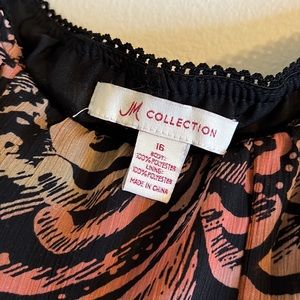 JM COLLECTION
16
BODY:
100% POLYESTER
LINING:
100% POLYESTER
MADE IN CHINA